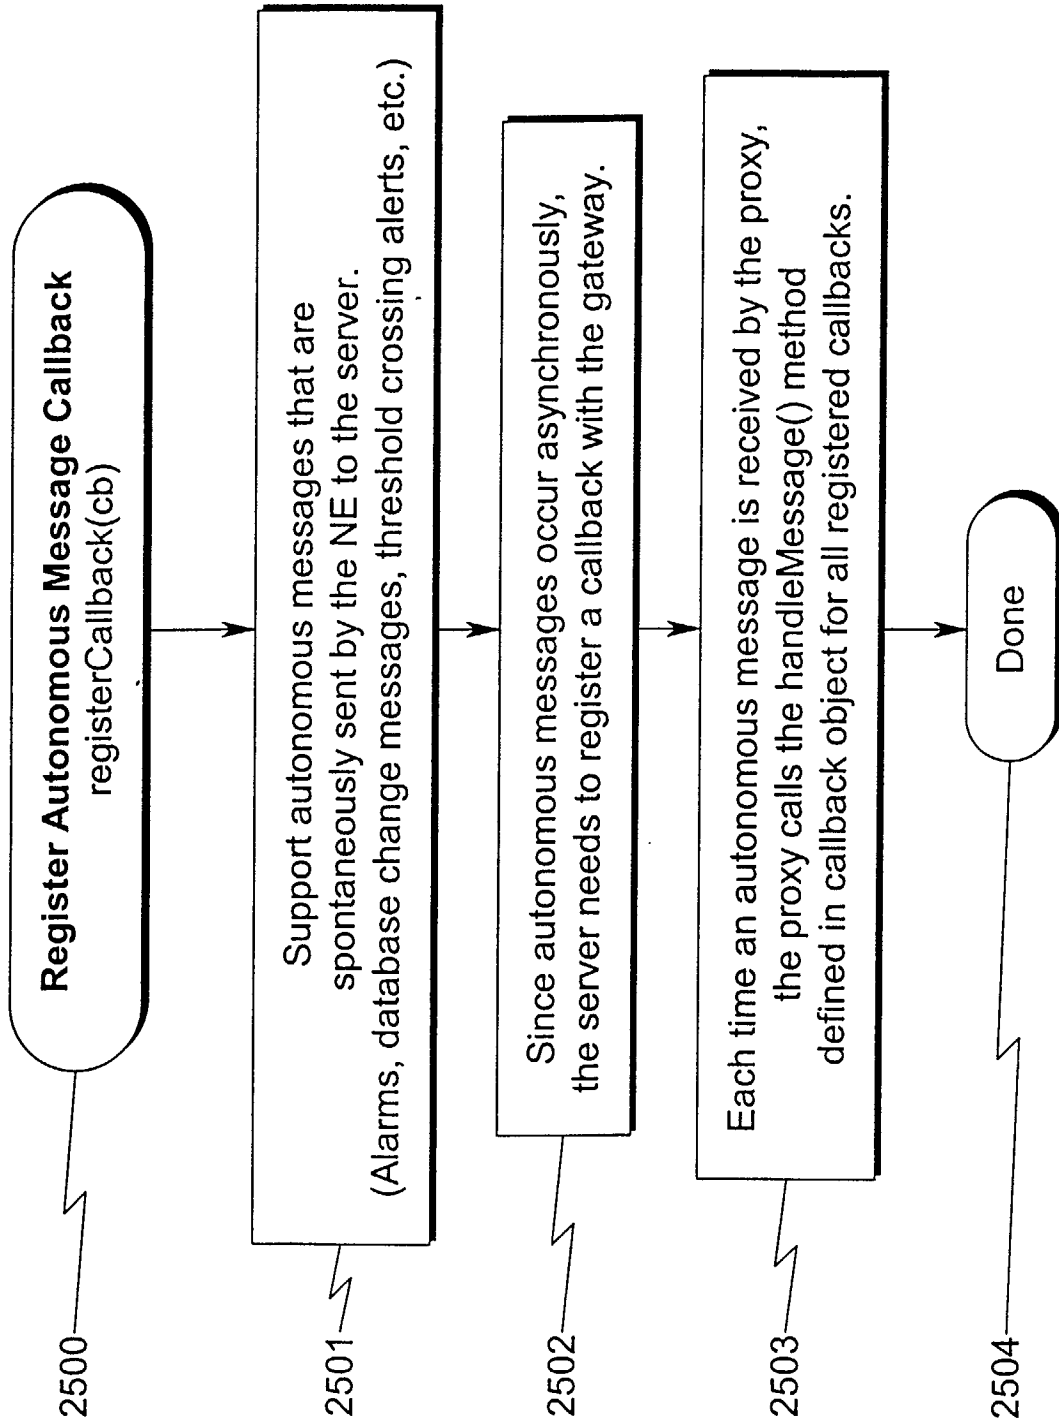 Register Autonomous Message Callback
registerCallback(cb)
2500
Support autonomous messages that are
spontaneously sent by the NE to the server.
(Alarms, database change messages, threshold crossing alerts, etc.)
2501
Since autonomous messages occur asynchronously,
the server needs to register a callback with the gateway.
2502
Each time an autonomous message is received by the proxy,
the proxy calls the handleMessage() method
defined in callback object for all registered callbacks.
2503
Done
2504